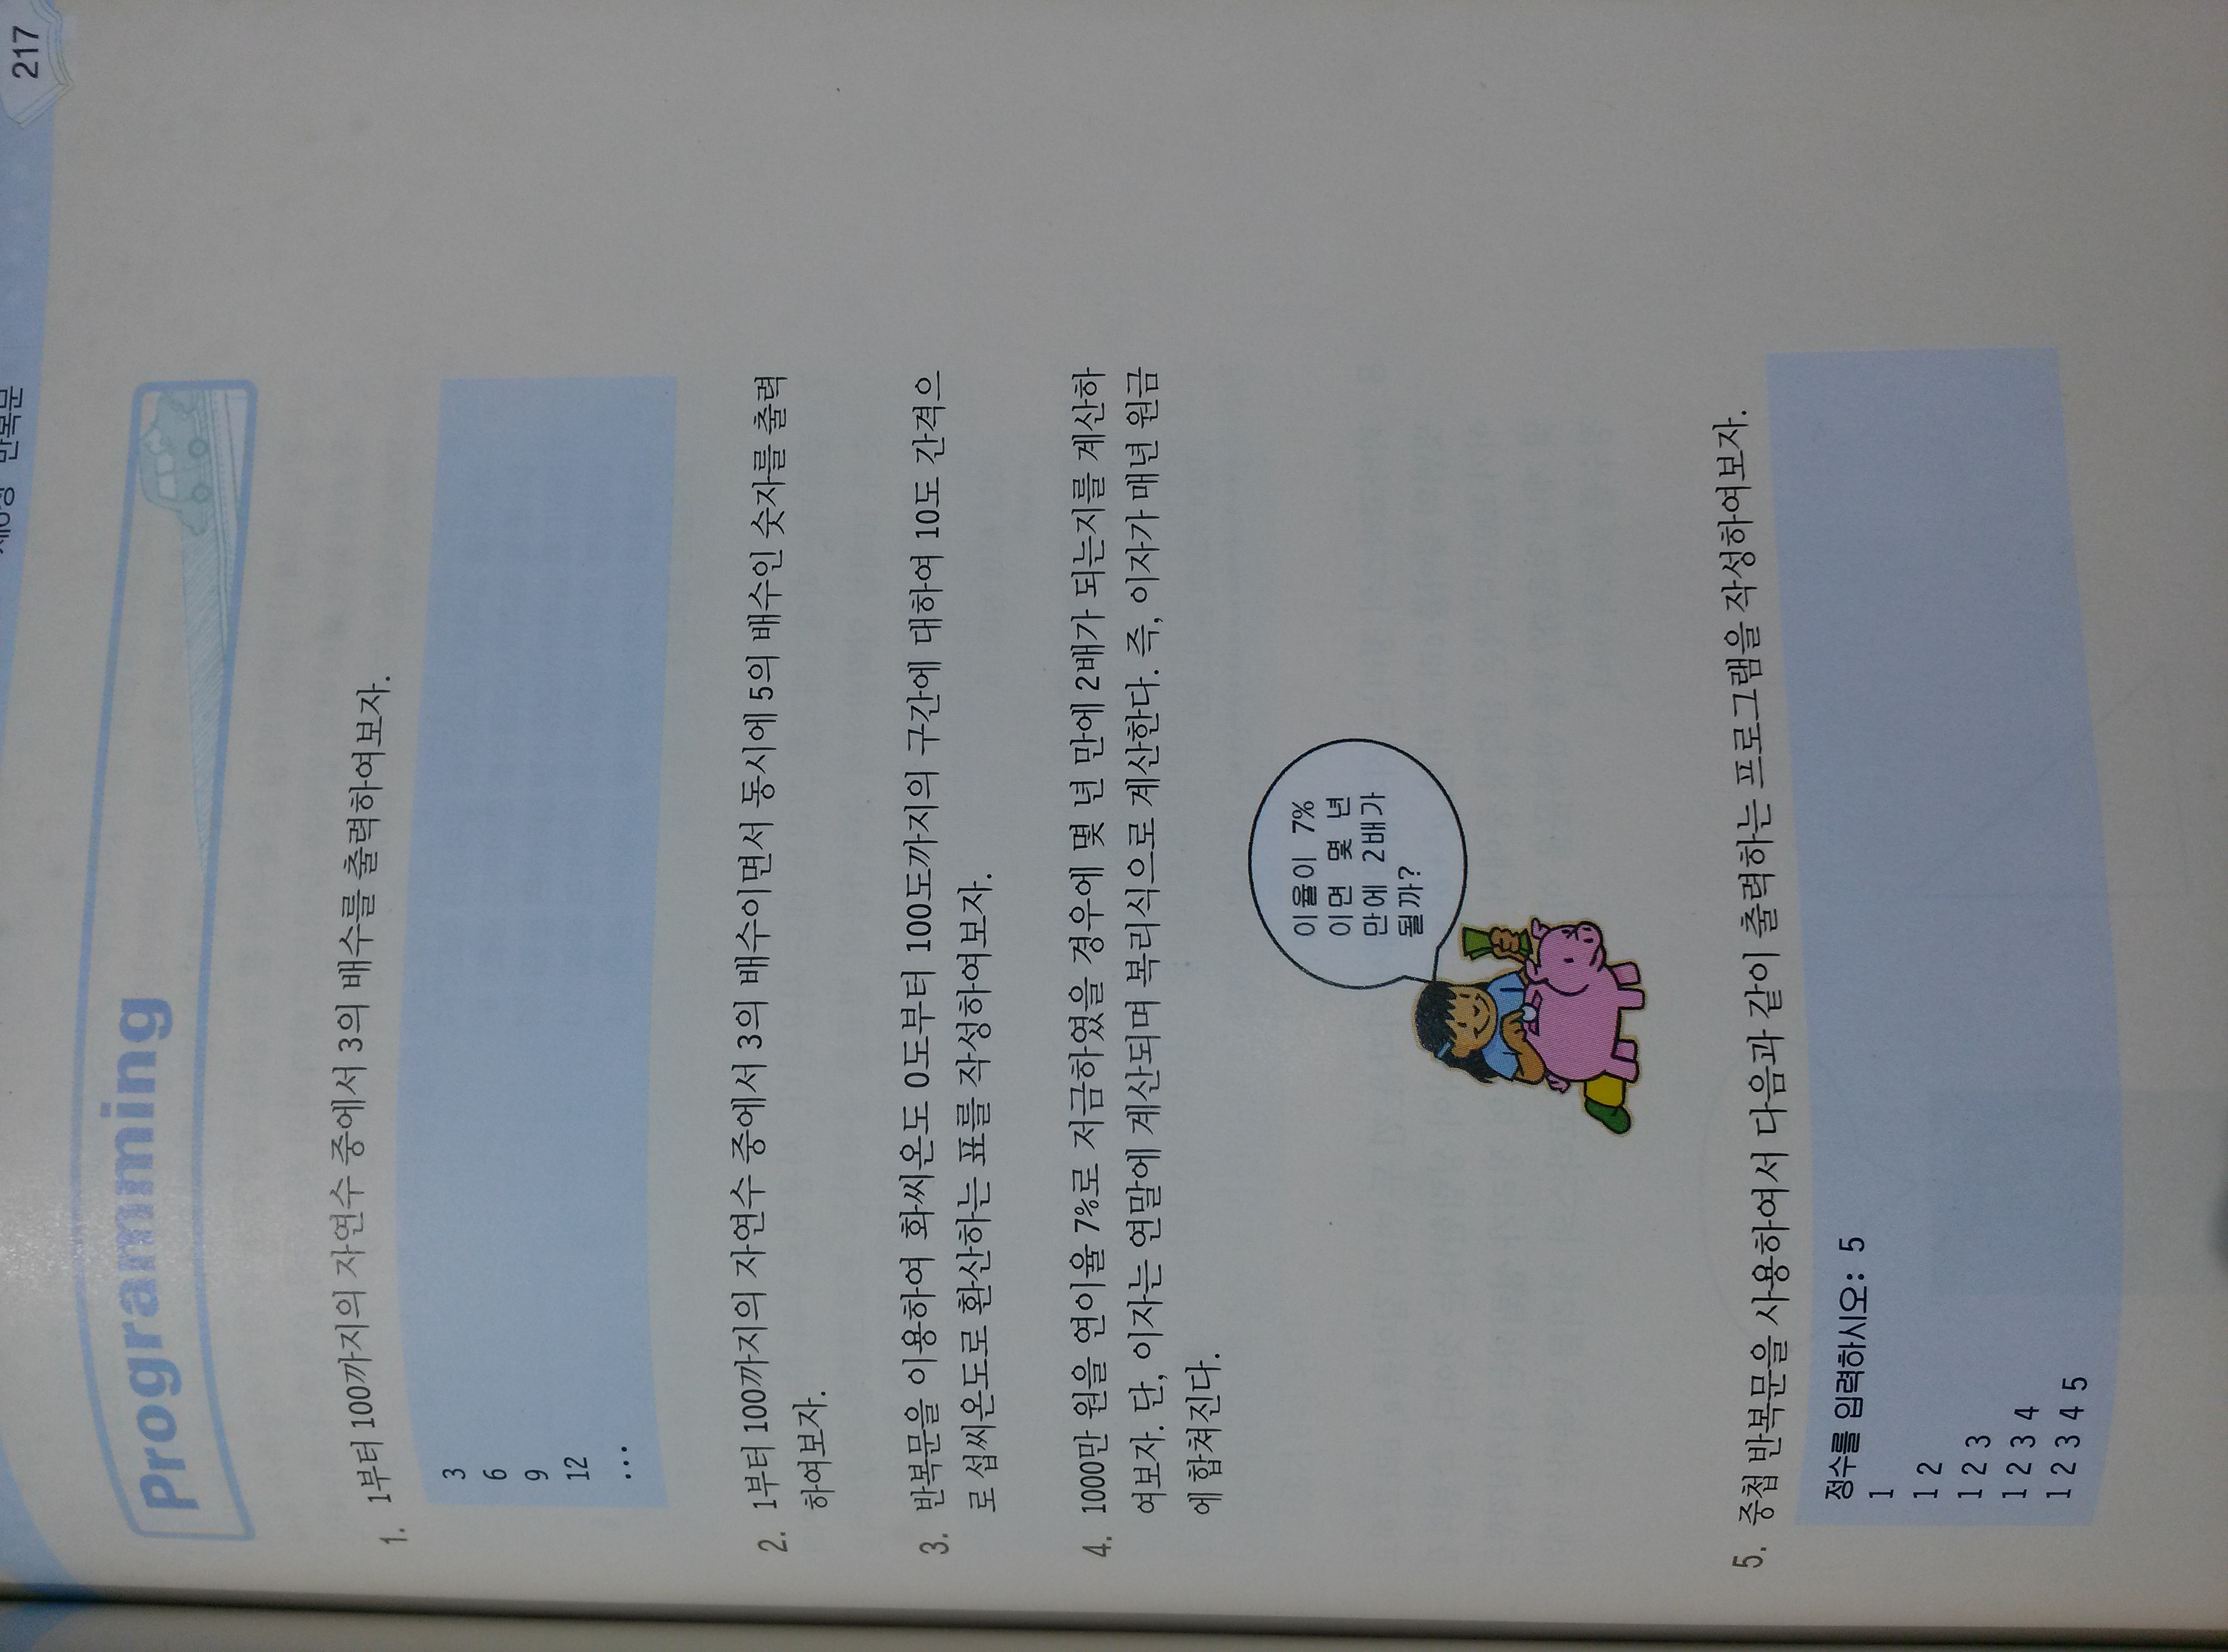 제6장 반복문
217
Programming
1. 1부터 100까지의 자연수 중에서 3의 배수를 출력하여보자.
3
6
9
12
...
2. 1부터 100까지의 자연수 중에서 3의 배수이면서 동시에 5의 배수인 숫자를 출력
하여보자.
3. 반복문을 이용하여 화씨온도 0도부터 100도까지의 구간에 대하여 10도 간격으
로 섭씨온도로 환산하는 표를 작성하여보자.
4. 1000만 원을 연이율 7%로 저금하였을 경우에 몇 년 만에 2배가 되는지를 계산하
여보자. 단, 이자는 연말에 계산되며 복리식으로 계산한다. 즉, 이자가 매년 원금
에 합쳐진다.
이율이 7%
이면 몇 년
만에 2배가
될까?
5. 중첩 반복문을 사용하여서 다음과 같이 출력하는 프로그램을 작성하여보자.
정수를 입력하시오: 5
1
1 2
1 2 3
1 2 3 4
1 2 3 4 5